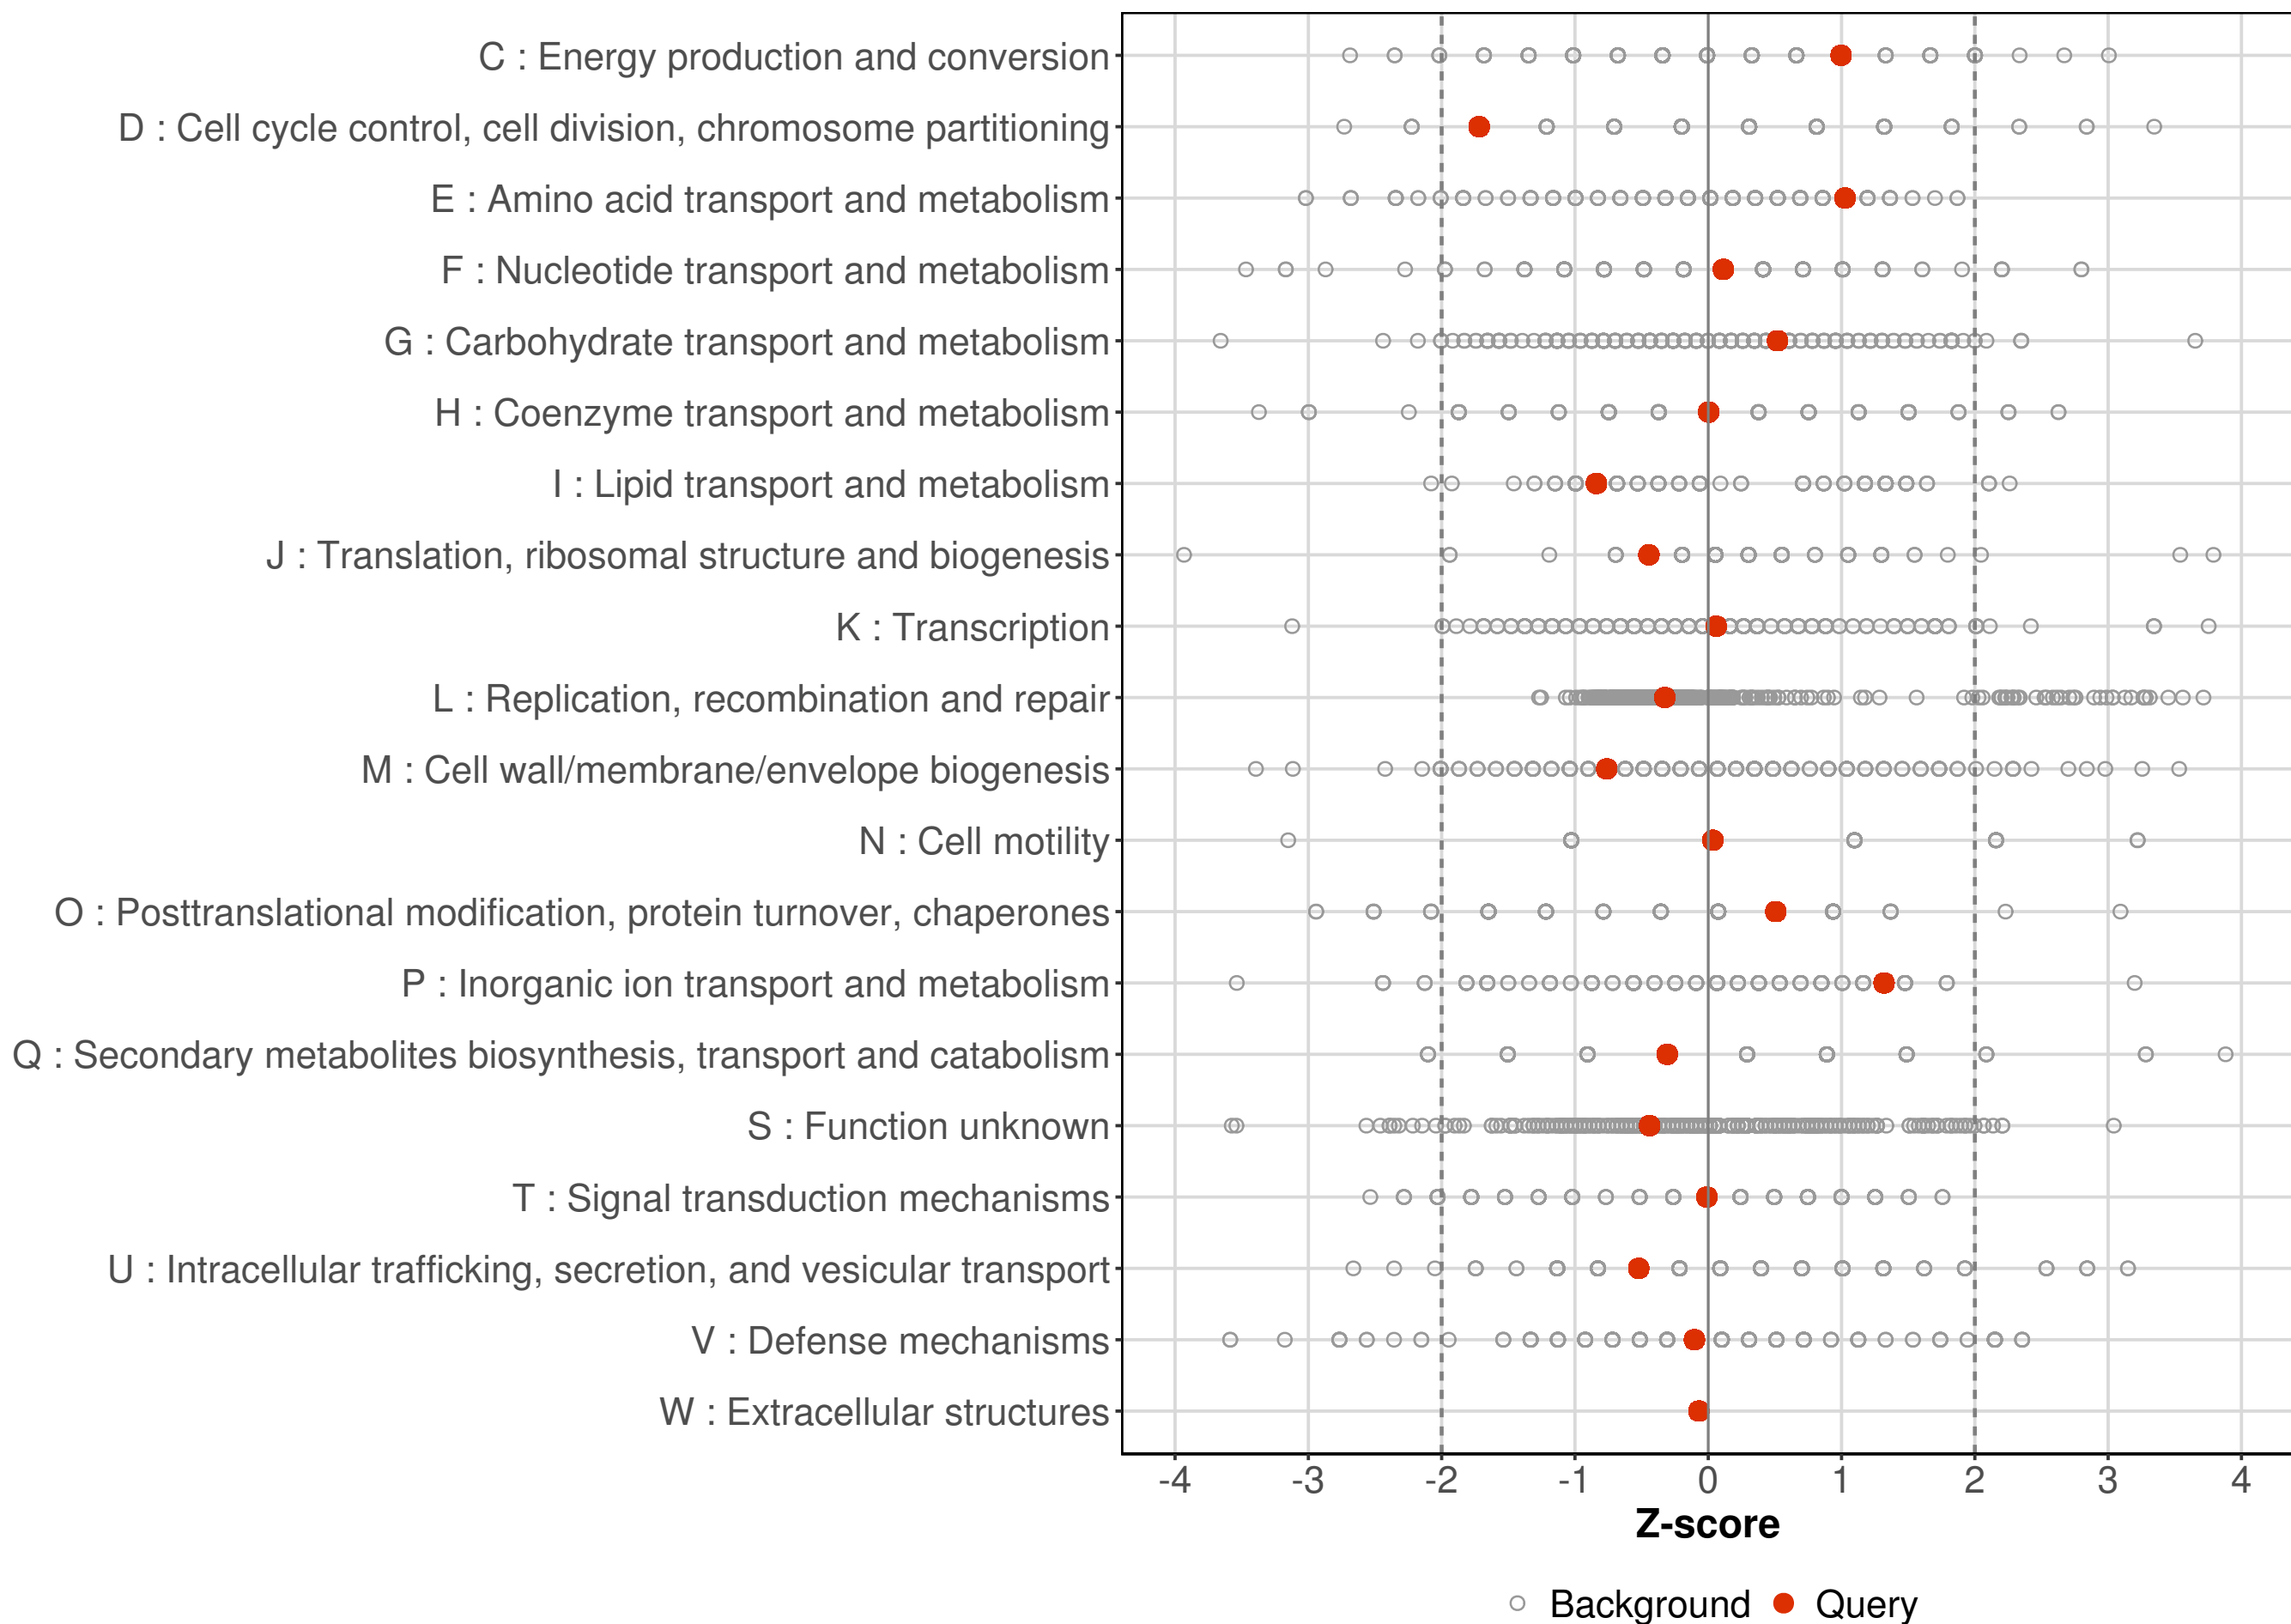 C : Energy production and conversion
D : Cell cycle control, cell division, chromosome partitioning
E : Amino acid transport and metabolism
F : Nucleotide transport and metabolism
G : Carbohydrate transport and metabolism
H : Coenzyme transport and metabolism
I : Lipid transport and metabolism
J : Translation, ribosomal structure and biogenesis
K : Transcription
L : Replication, recombination and repair
M : Cell wall/membrane/envelope biogenesis
N : Cell motility
O : Posttranslational modification, protein turnover, chaperones
P : Inorganic ion transport and metabolism
Q : Secondary metabolites biosynthesis, transport and catabolism
S : Function unknown
T : Signal transduction mechanisms
U : Intracellular trafficking, secretion, and vesicular transport
V : Defense mechanisms
W : Extracellular structures
-4 -3 -2 -1 0 1 2 3 4
Z-score
Background Query